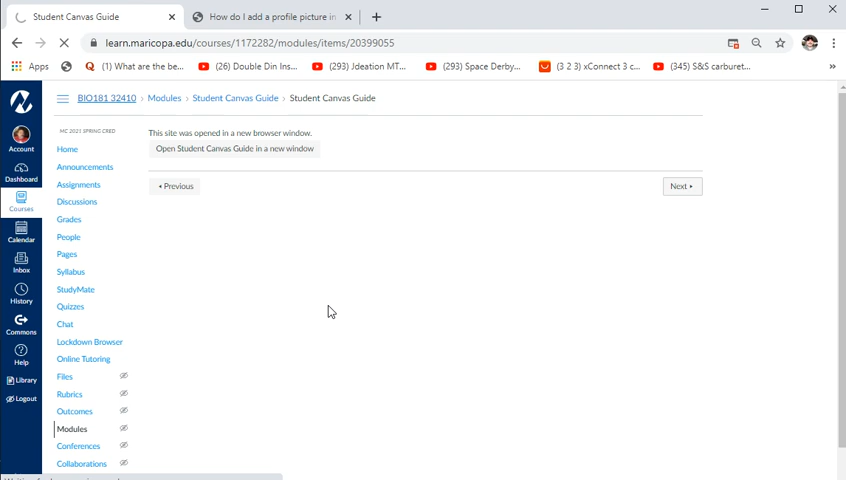 Student Canvas Guide
How do I add a profile picture in
learn.maricopa.edu/courses/1172282/modules/items/20399055
Apps
(1) What are the be...
(26) Double Din Ins...
(293) Jdeation MT...
(293) Space Derby...
(3 2 3) xConnect 3 c...
(345) S&S carburet...
BIO181 32410 › Modules › Student Canvas Guide › Student Canvas Guide
Account
Dashboard
Courses
Calendar
Inbox
History
Commons
Help
Library
Logout
MC 2021 SPRING CRED
Home
Announcements
Assignments
Discussions
Grades
People
Pages
Syllabus
StudyMate
Quizzes
Chat
Lockdown Browser
Online Tutoring
Files
Rubrics
Outcomes
Modules
Conferences
Collaborations
This site was opened in a new browser window.
Open Student Canvas Guide in a new window
Previous
Next